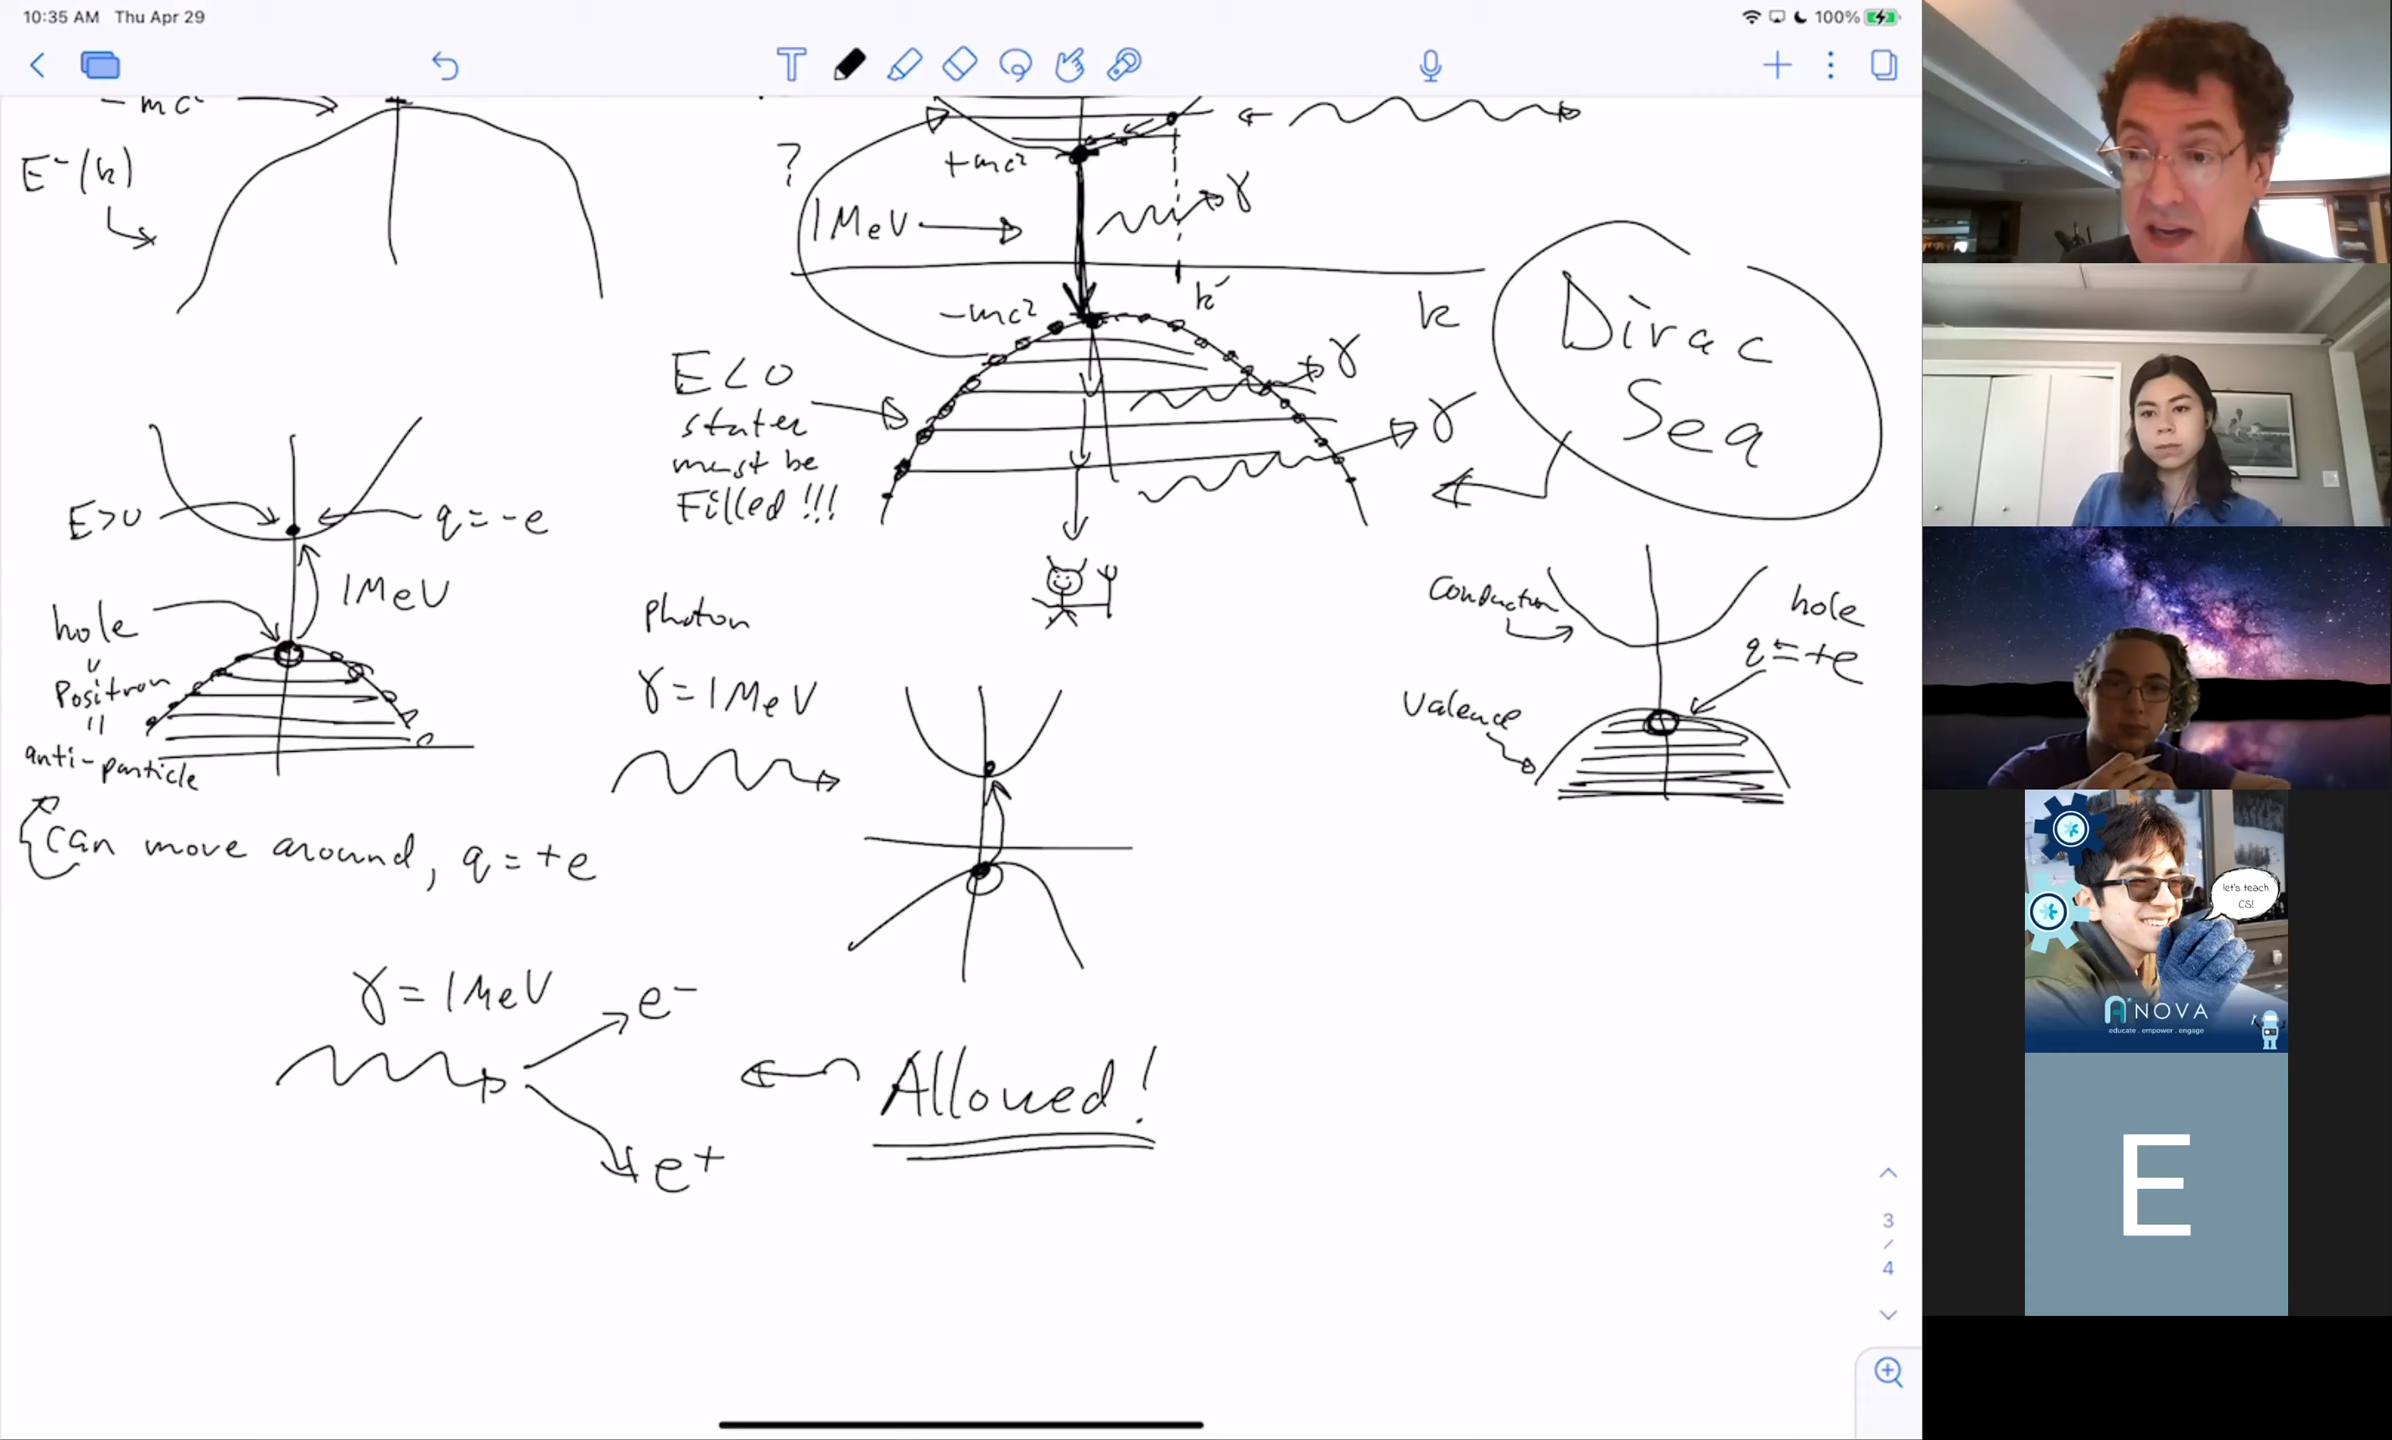 10:35 AM Thu Apr 29
100%
- mc²
E⁻(k)
?
+mc²
1MeV
γ
k'
-mc²
k
Dirac
Sea
E<0
states
must be
Filled!!!
γ
γ
E>0
q=-e
1MeV
hole
=
Positron
=
anti-particle
can move around, q=+e
Photon
γ=1MeV
Conduction
Valence
hole
q=+e
γ=1MeV
e⁻
e+
Allowed!
let's teach
CS!
NOVA
educate . empower . engage
E
3
/
4